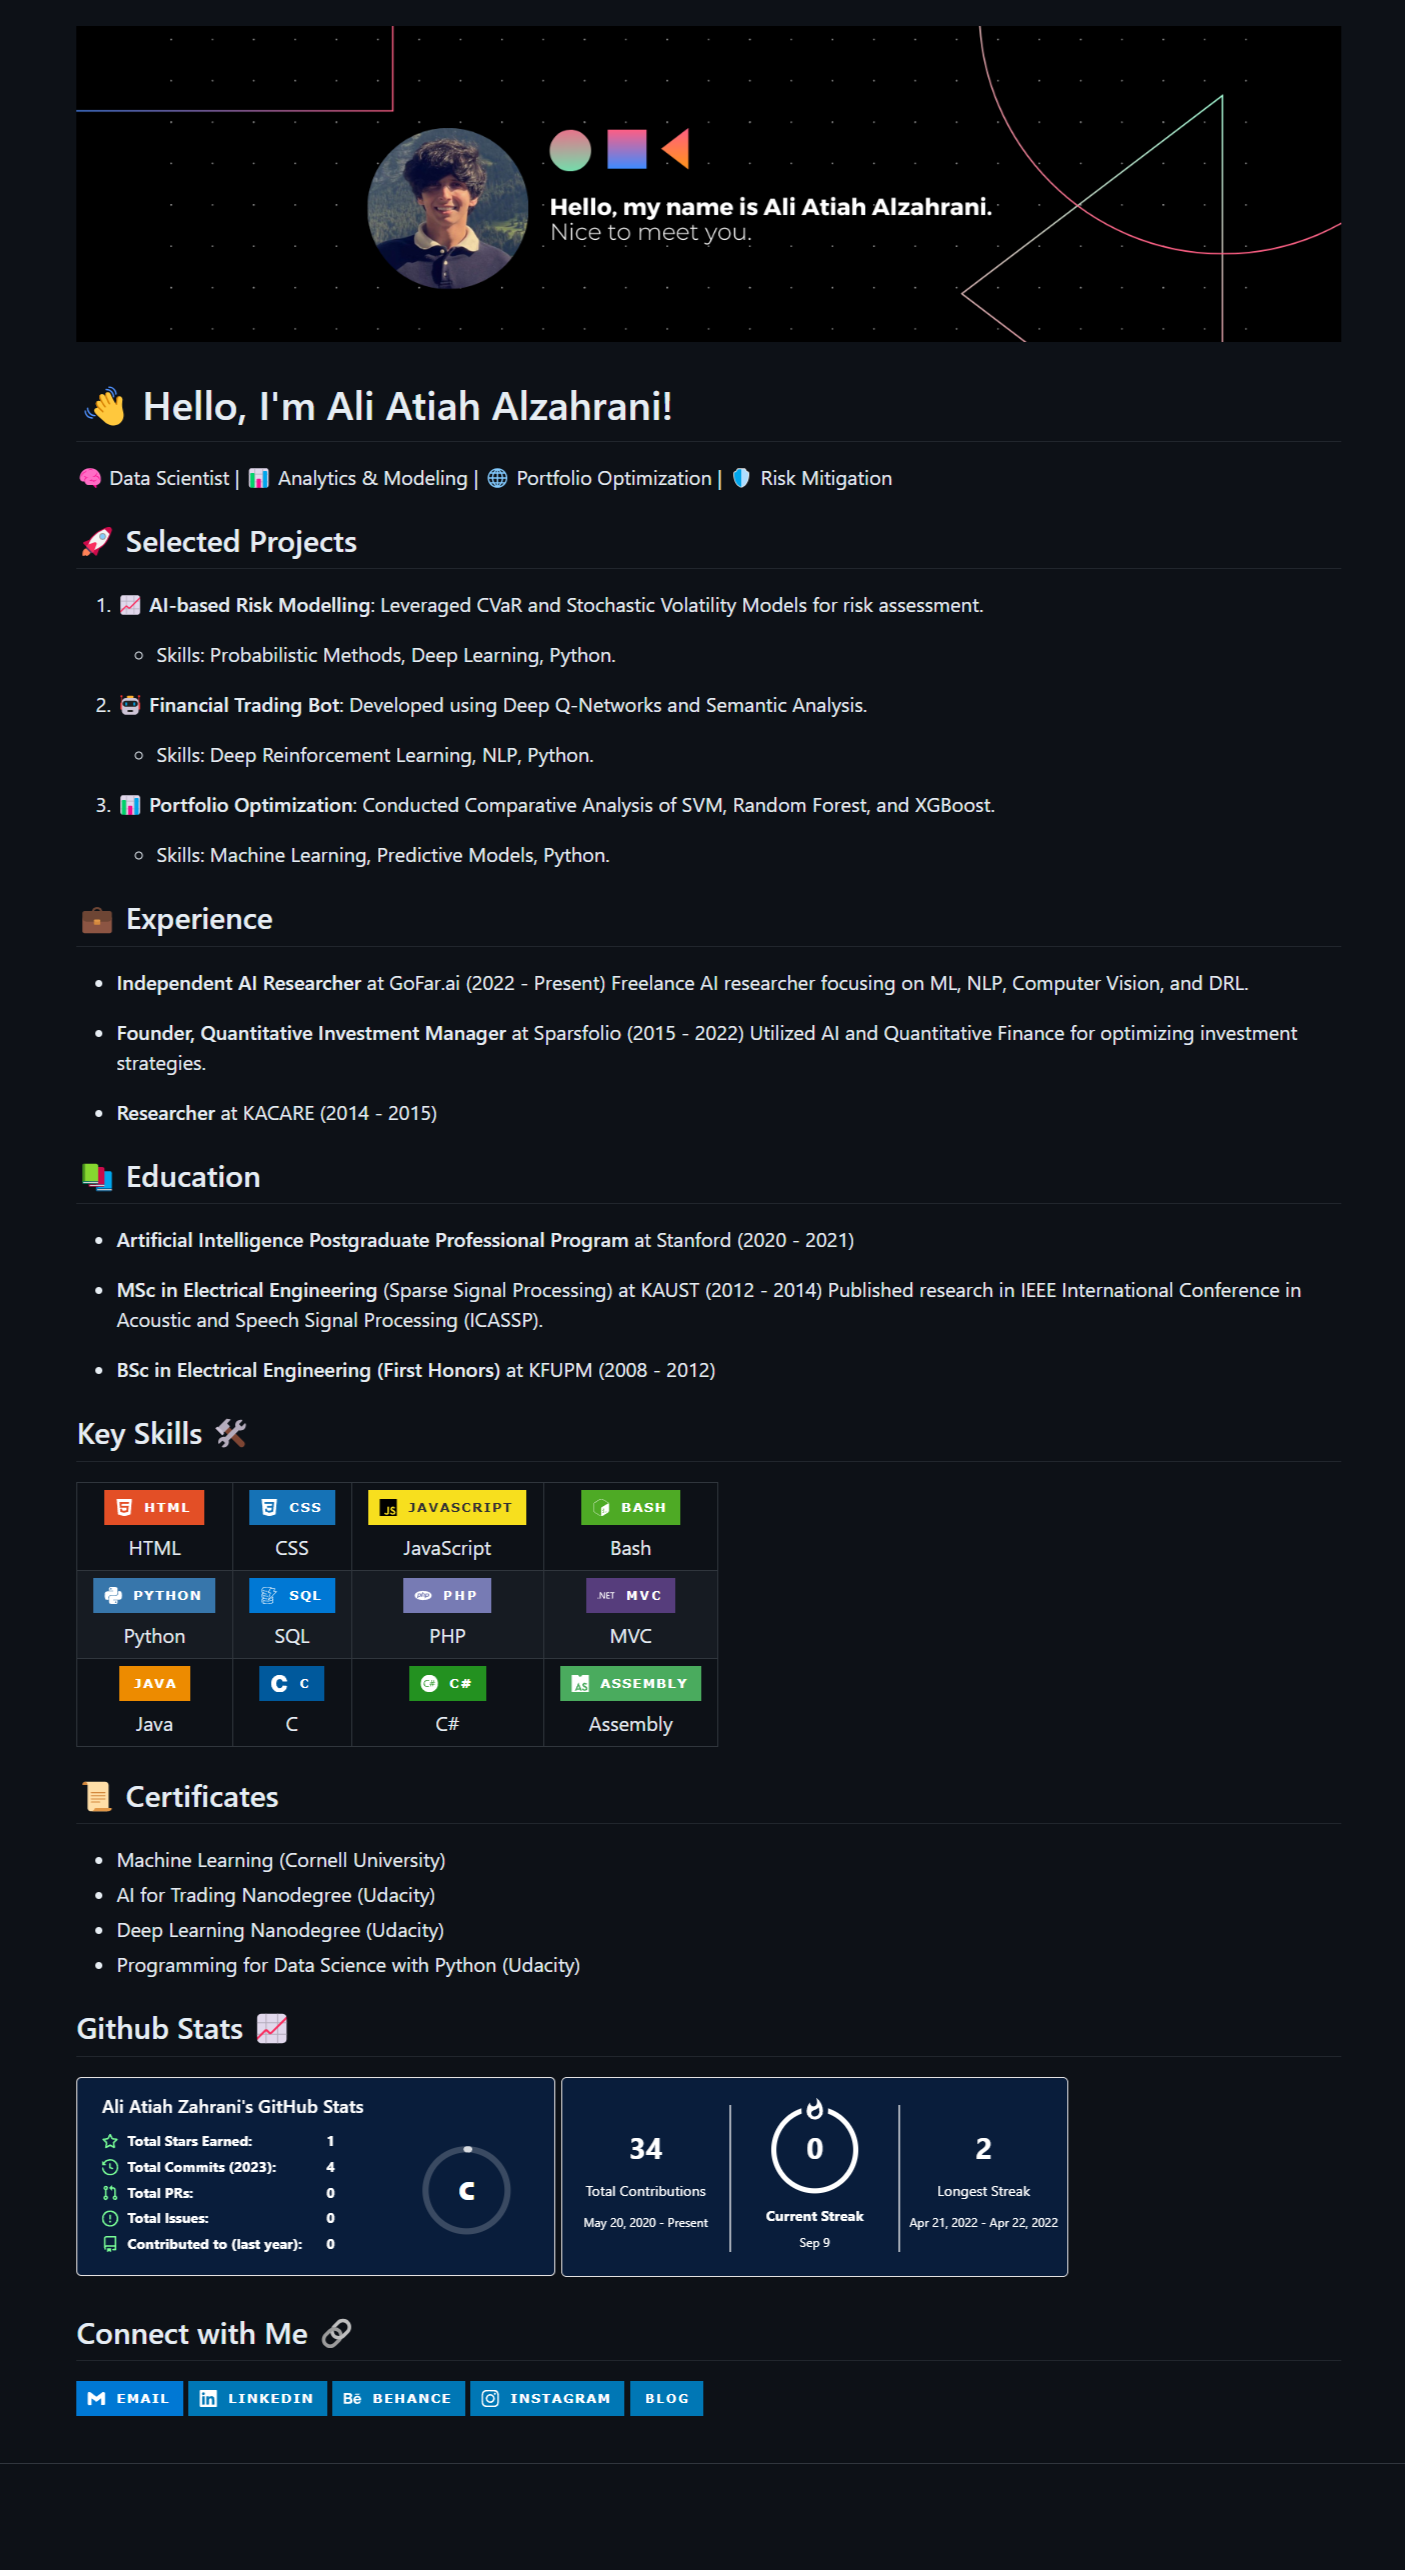 Hello, my name is Ali Atiah Alzahrani.
Nice to meet you.
👋 Hello, I'm Ali Atiah Alzahrani!
🧠 Data Scientist | 📊 Analytics & Modeling | 🌐 Portfolio Optimization | 🛡️ Risk Mitigation
🚀 Selected Projects
1. 📈 AI-based Risk Modelling: Leveraged CVaR and Stochastic Volatility Models for risk assessment.
◦ Skills: Probabilistic Methods, Deep Learning, Python.
2. 🤖 Financial Trading Bot: Developed using Deep Q-Networks and Semantic Analysis.
◦ Skills: Deep Reinforcement Learning, NLP, Python.
3. 📊 Portfolio Optimization: Conducted Comparative Analysis of SVM, Random Forest, and XGBoost.
◦ Skills: Machine Learning, Predictive Models, Python.
💼 Experience
• Independent AI Researcher at GoFar.ai (2022 - Present) Freelance AI researcher focusing on ML, NLP, Computer Vision, and DRL.
• Founder, Quantitative Investment Manager at Sparsfolio (2015 - 2022) Utilized AI and Quantitative Finance for optimizing investment
strategies.
• Researcher at KACARE (2014 - 2015)
📚 Education
• Artificial Intelligence Postgraduate Professional Program at Stanford (2020 - 2021)
• MSc in Electrical Engineering (Sparse Signal Processing) at KAUST (2012 - 2014) Published research in IEEE International Conference in
Acoustic and Speech Signal Processing (ICASSP).
• BSc in Electrical Engineering (First Honors) at KFUPM (2008 - 2012)
Key Skills 🛠️
HTML CSS JS JAVASCRIPT BASH
HTML CSS JavaScript Bash
PYTHON SQL php PHP .NET MVC
Python SQL PHP MVC
JAVA C C C# C# AS ASSEMBLY
Java C C# Assembly
📜 Certificates
• Machine Learning (Cornell University)
• AI for Trading Nanodegree (Udacity)
• Deep Learning Nanodegree (Udacity)
• Programming for Data Science with Python (Udacity)
Github Stats 📈
Ali Atiah Zahrani's GitHub Stats
Total Stars Earned: 1
Total Commits (2023): 4
Total PRs: 0
Total Issues: 0
Contributed to (last year): 0
C
34
Total Contributions
May 20, 2020 - Present
0
Current Streak
Sep 9
2
Longest Streak
Apr 21, 2022 - Apr 22, 2022
Connect with Me 🔗
EMAIL in LINKEDIN Bē BEHANCE INSTAGRAM BLOG